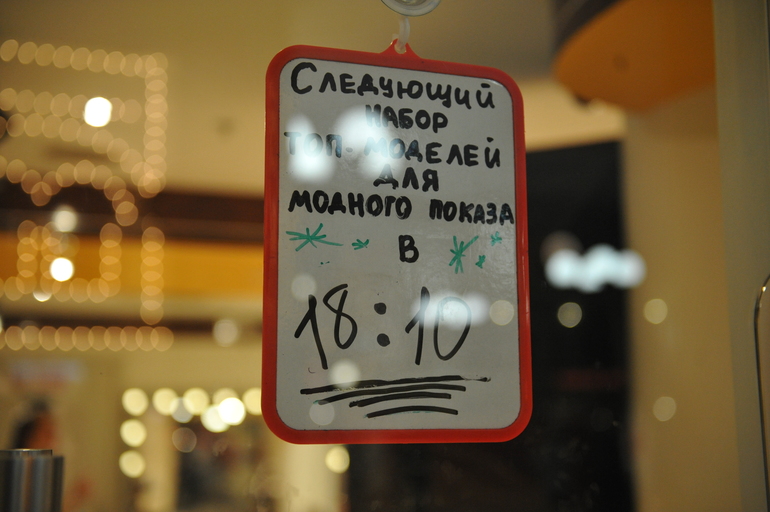 Следующий
НАБОР
ТОП-МОДЕЛЕЙ
ДЛЯ
МОДНОГО ПОКАЗА
В
18:10